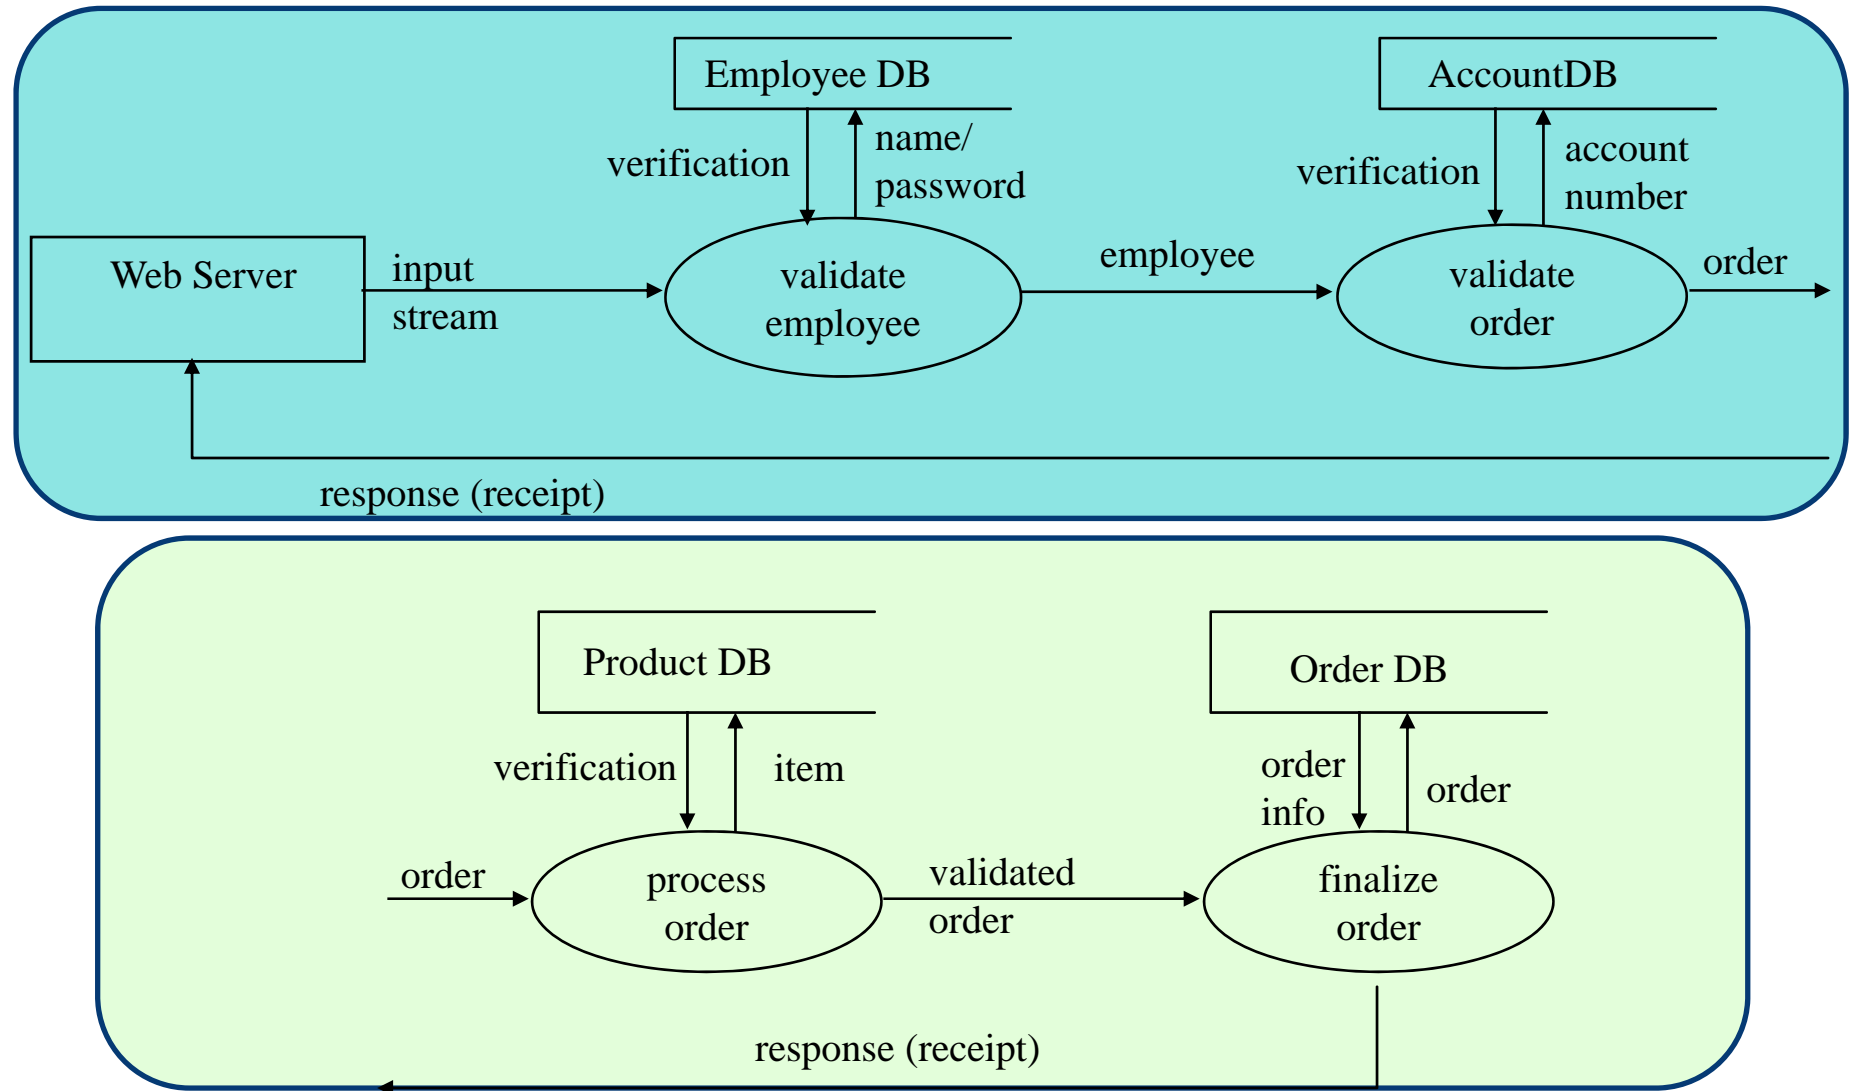 Employee DB
AccountDB
verification
name/
password
verification
account
number
Web Server
input
stream
validate
employee
employee
validate
order
order
response (receipt)
Product DB
Order DB
verification
item
order
info
order
order
process
order
validated
order
finalize
order
response (receipt)